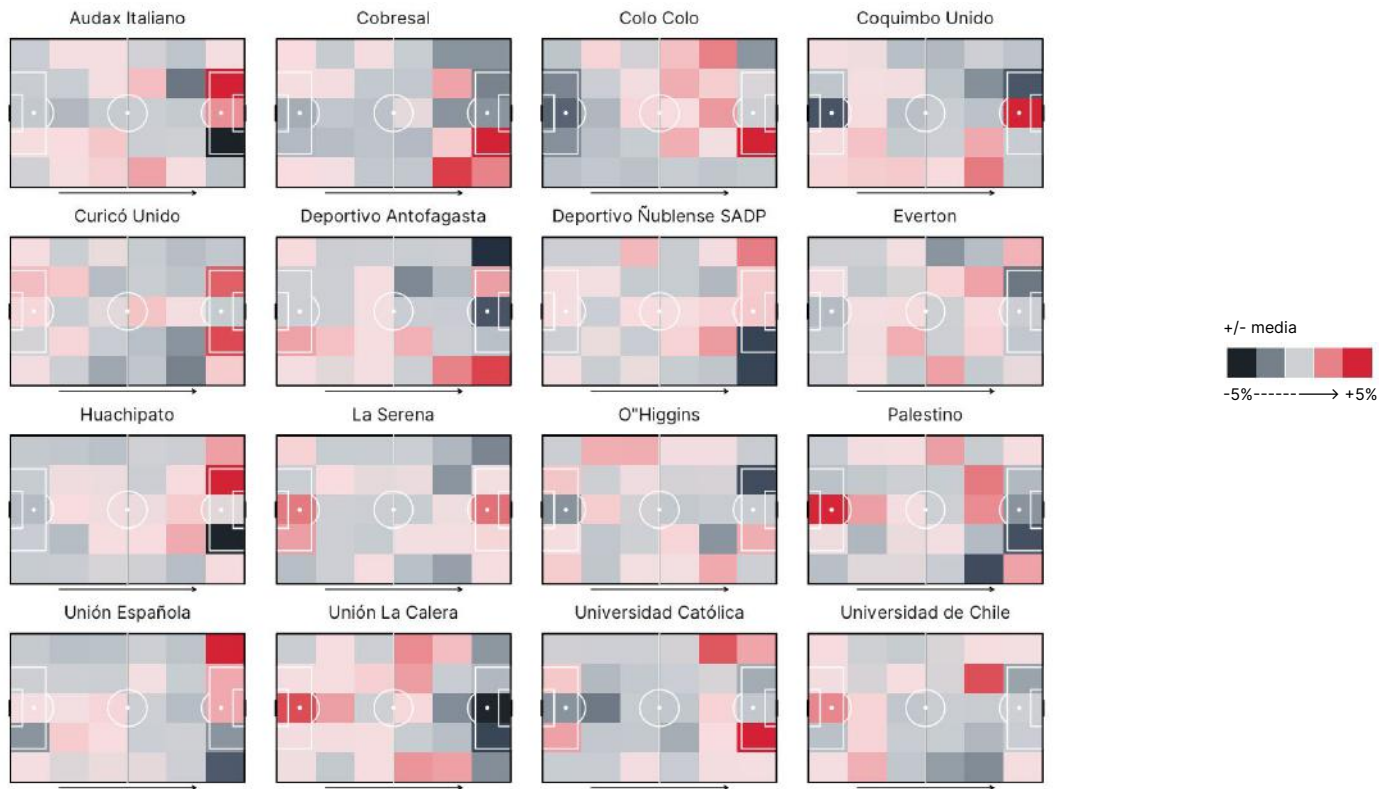 Audax Italiano
Cobresal
Colo Colo
Coquimbo Unido
Curicó Unido
Deportivo Antofagasta
Deportivo Ñublense SADP
Everton
+/- media
-5%------→ +5%
Huachipato
La Serena
O"Higgins
Palestino
Unión Española
Unión La Calera
Universidad Católica
Universidad de Chile